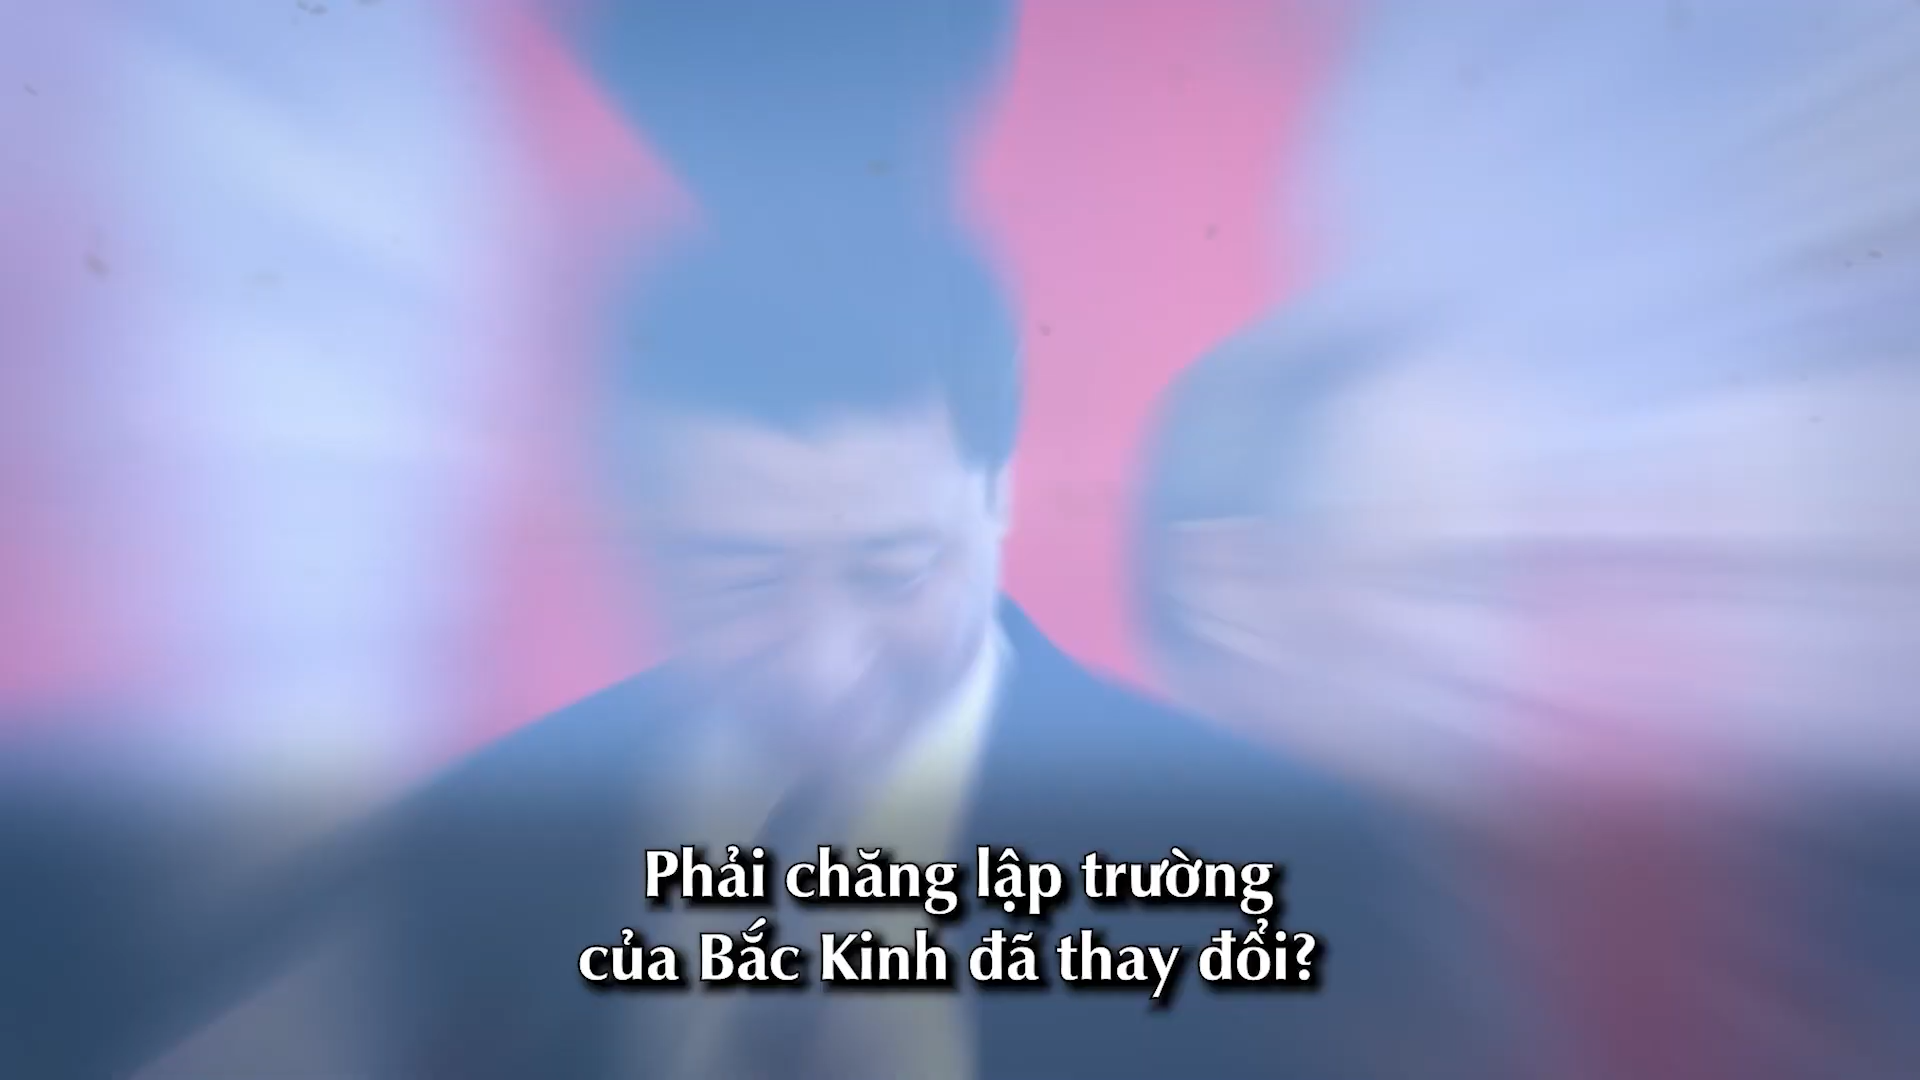 Phải chăng lập trường
của Bắc Kinh đã thay đổi?